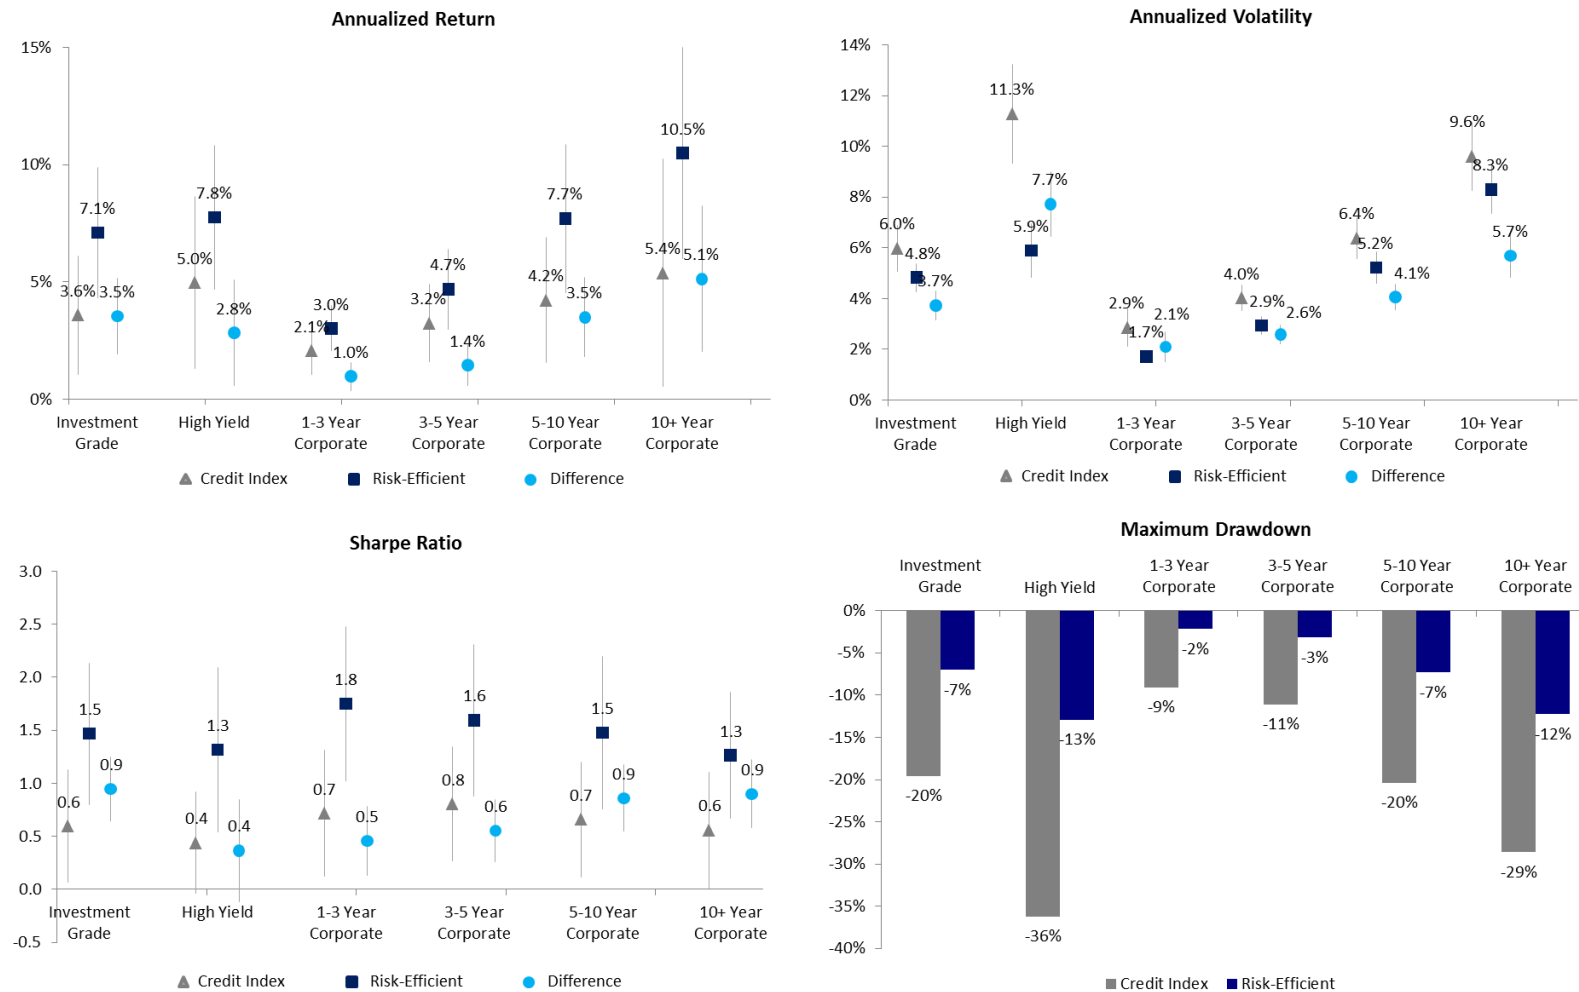 Annualized Return
15%
10%
5%
0%
3.6%
7.1%
3.5%
5.0%
7.8%
2.8%
2.1%
3.0%
1.0%
3.2%
4.7%
1.4%
4.2%
7.7%
3.5%
5.4%
10.5%
5.1%
Investment Grade
High Yield
1-3 Year Corporate
3-5 Year Corporate
5-10 Year Corporate
10+ Year Corporate
Credit Index
Risk-Efficient
Difference
Annualized Volatility
14%
12%
10%
8%
6%
4%
2%
0%
6.0%
4.8%
3.7%
11.3%
5.9%
7.7%
2.9%
1.7%
2.1%
4.0%
2.9%
2.6%
6.4%
5.2%
4.1%
9.6%
8.3%
5.7%
Investment Grade
High Yield
1-3 Year Corporate
3-5 Year Corporate
5-10 Year Corporate
10+ Year Corporate
Credit Index
Risk-Efficient
Difference
Sharpe Ratio
3.0
2.5
2.0
1.5
1.0
0.5
0.0
-0.5
0.6
1.5
0.9
0.4
1.3
0.4
0.7
1.8
0.5
0.8
1.6
0.6
0.7
1.5
0.9
0.6
1.3
0.9
Investment Grade
High Yield
1-3 Year Corporate
3-5 Year Corporate
5-10 Year Corporate
10+ Year Corporate
Credit Index
Risk-Efficient
Difference
Maximum Drawdown
Investment Grade
High Yield
1-3 Year Corporate
3-5 Year Corporate
5-10 Year Corporate
10+ Year Corporate
0%
-5%
-10%
-15%
-20%
-25%
-30%
-35%
-40%
-20%
-7%
-36%
-13%
-9%
-2%
-11%
-3%
-20%
-7%
-29%
-12%
Credit Index
Risk-Efficient